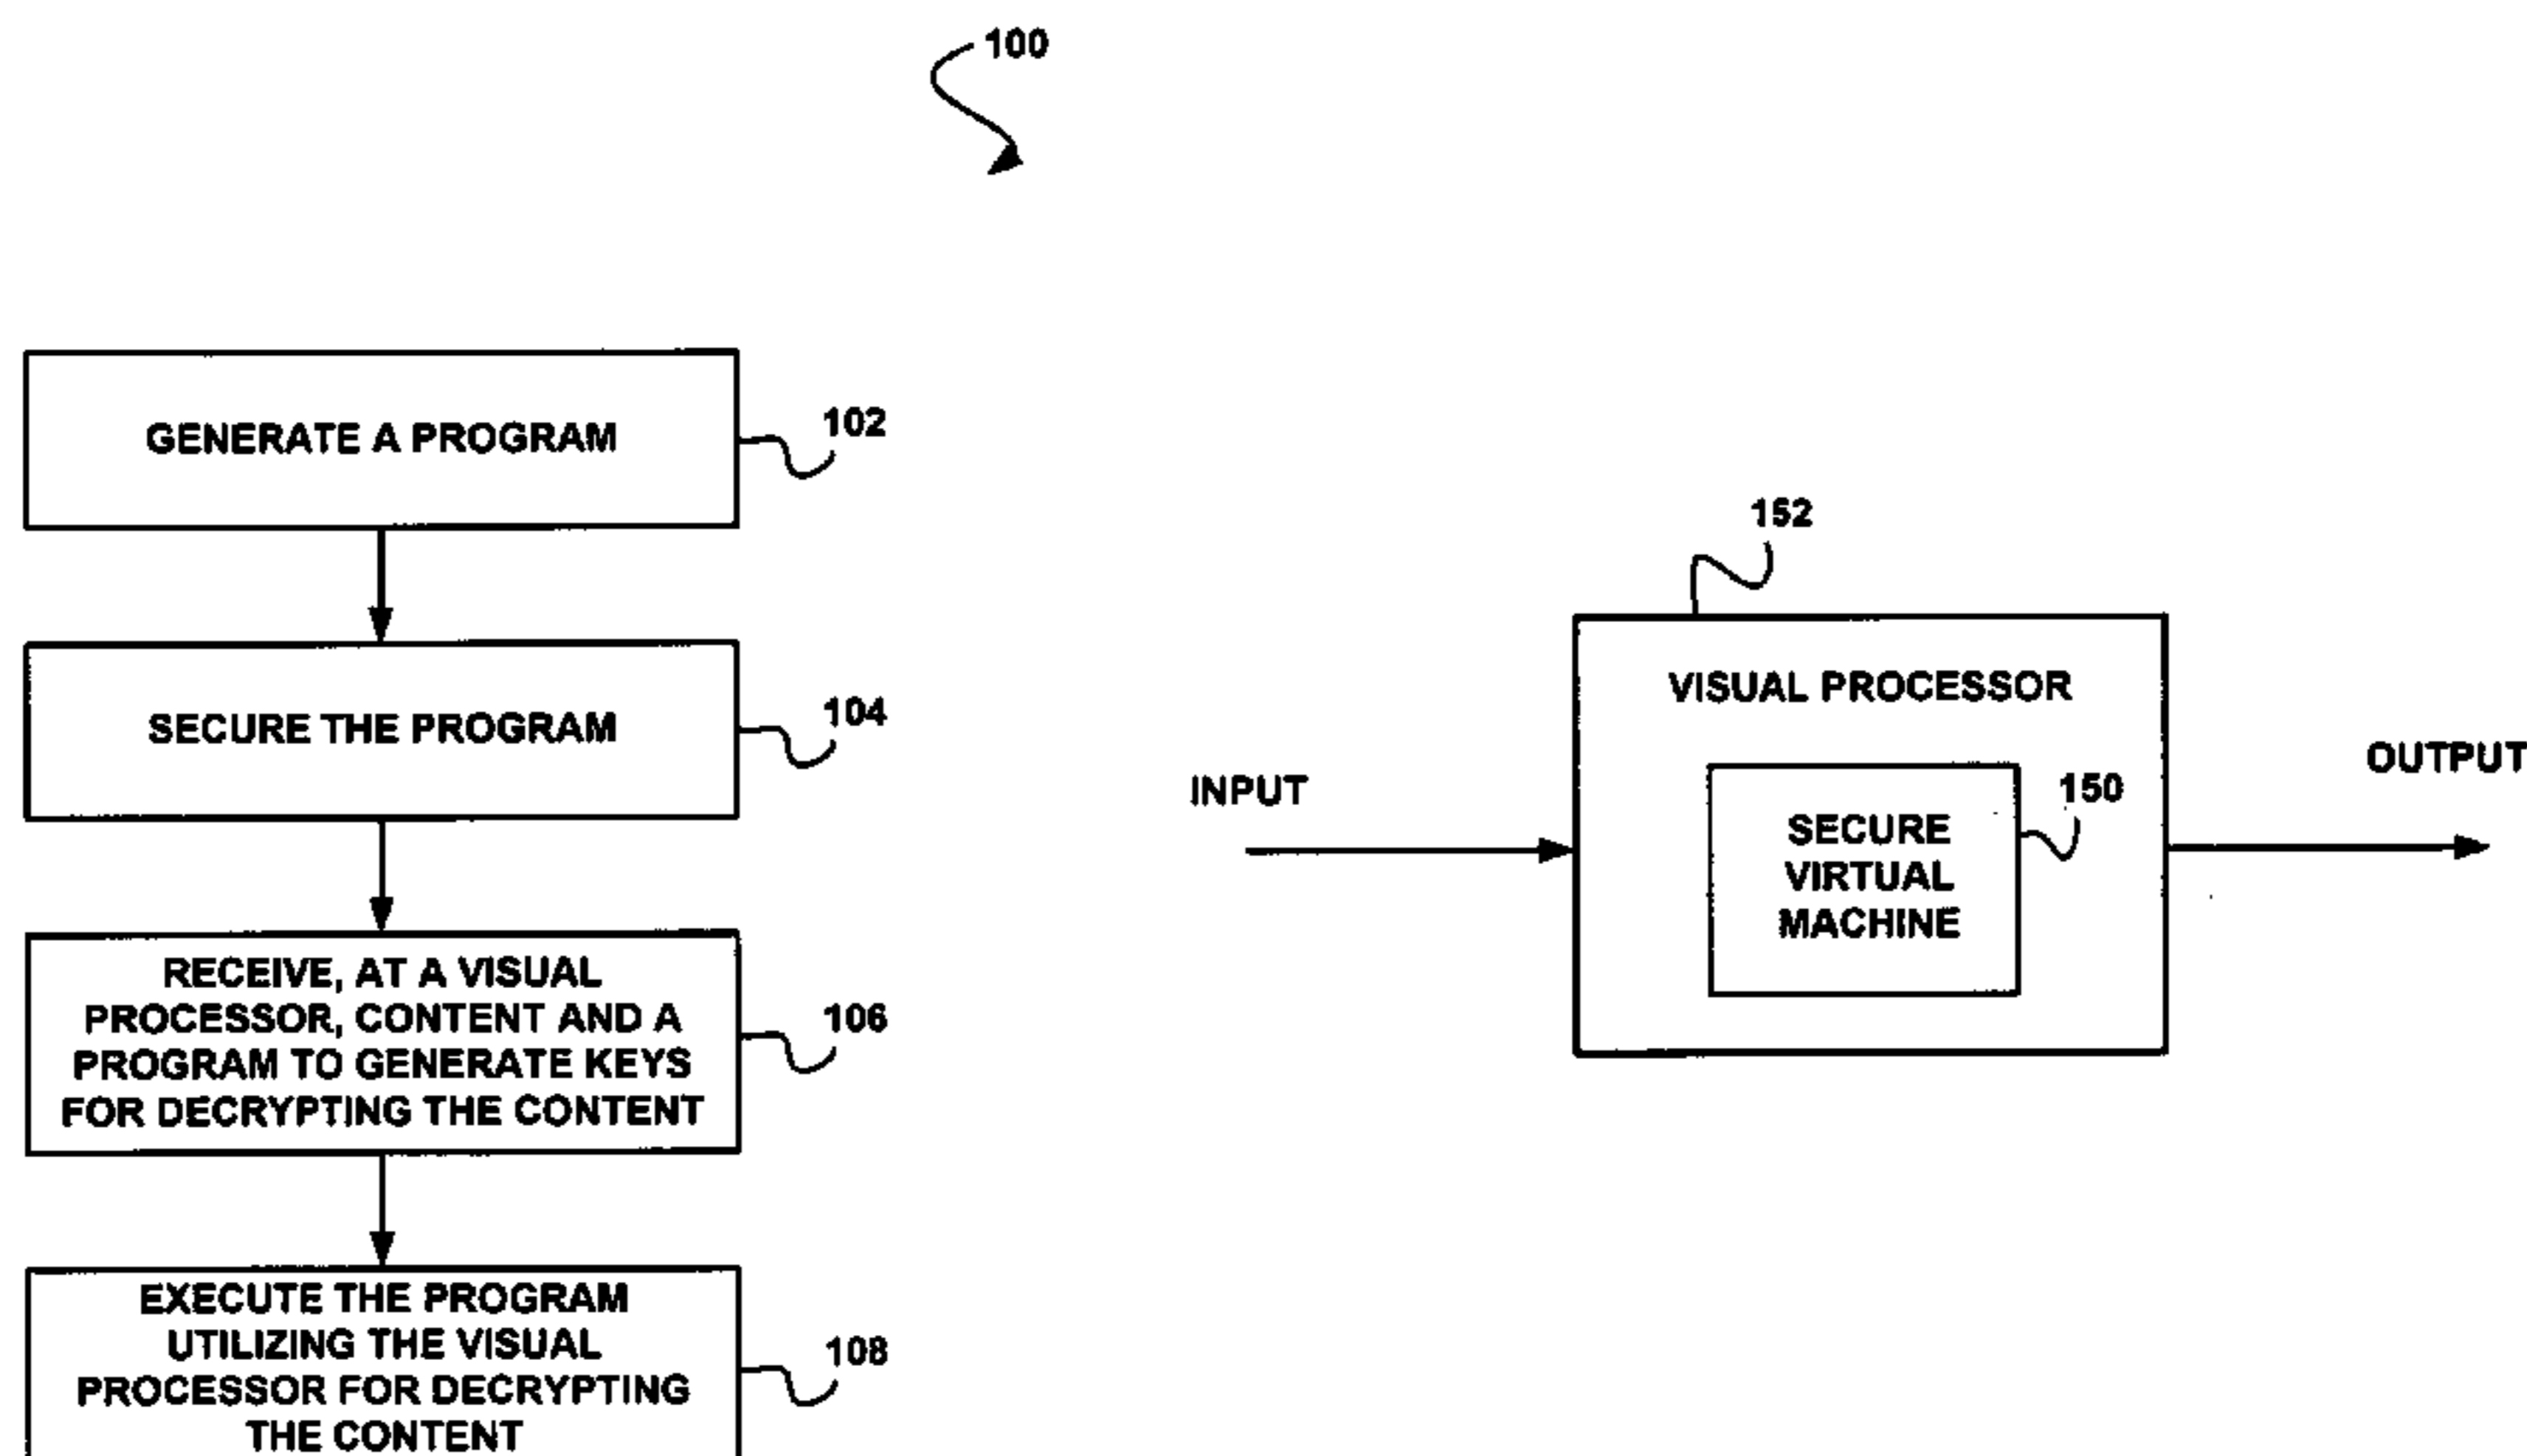 100
GENERATE A PROGRAM
102
SECURE THE PROGRAM
104
RECEIVE, AT A VISUAL
PROCESSOR, CONTENT AND A
PROGRAM TO GENERATE KEYS
FOR DECRYPTING THE CONTENT
106
EXECUTE THE PROGRAM
UTILIZING THE VISUAL
PROCESSOR FOR DECRYPTING
THE CONTENT
108
152
VISUAL PROCESSOR
INPUT
SECURE
VIRTUAL
MACHINE
150
OUTPUT